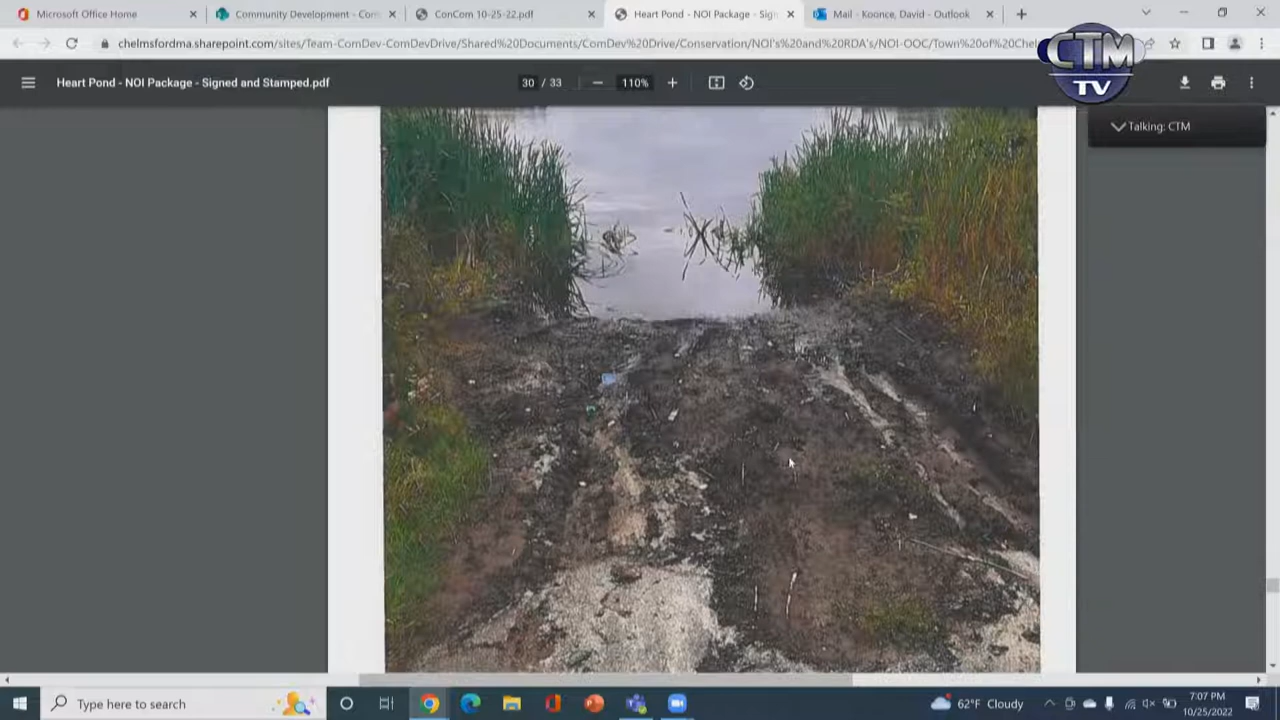 Microsoft Office Home
Community Development - Com
ConCom 10-25-22.pdf
Heart Pond - NOI Package - Sign
Mail - Koonce, David - Outlook
chelmsfordma.sharepoint.com/sites/Team-ComDev-ComDevDrive/Shared%20Documents/ComDev%20Drive/Conservation/NOI's%20and%20RDA's/NOI-OOC/Town%20of%20Chel
CTM
TV
Heart Pond - NOI Package - Signed and Stamped.pdf
30 / 33
110%
Talking: CTM
Type here to search
62°F Cloudy
7:07 PM
10/25/2022